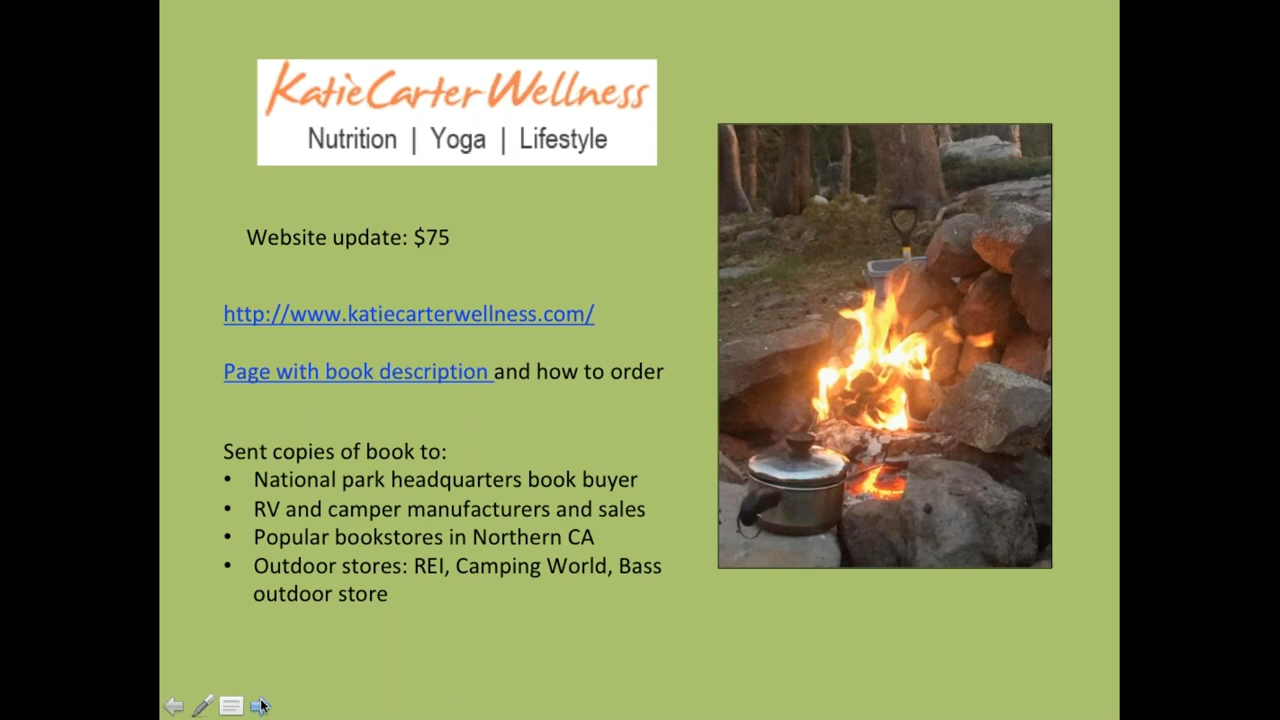 KatieCarterWellness
Nutrition | Yoga | Lifestyle
Website update: $75
http://www.katiecarterwellness.com/
Page with book description and how to order
Sent copies of book to:
• National park headquarters book buyer
• RV and camper manufacturers and sales
• Popular bookstores in Northern CA
• Outdoor stores: REI, Camping World, Bass
outdoor store